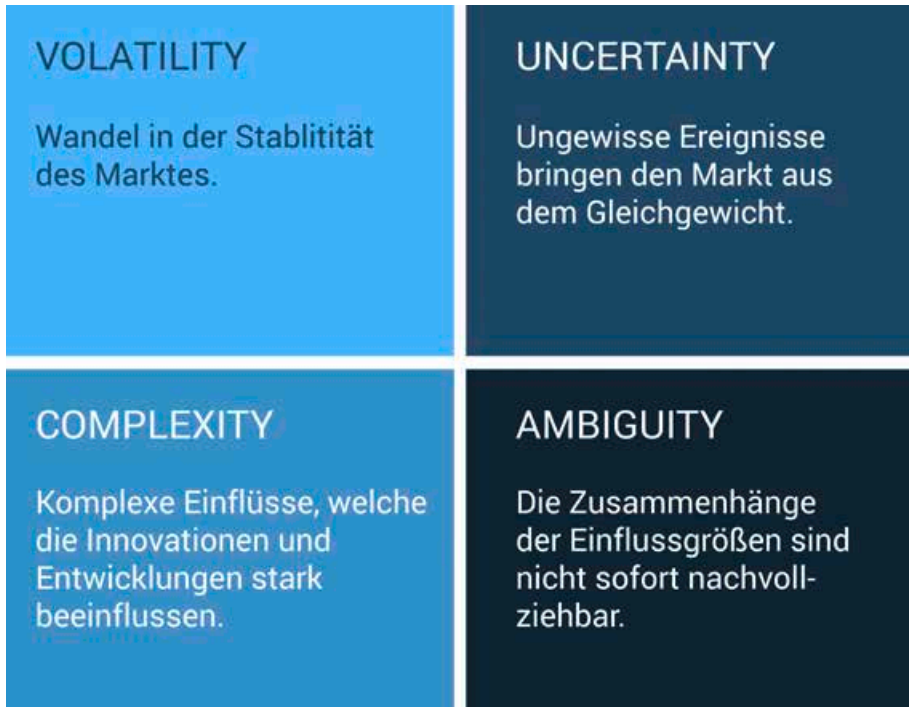 VOLATILITY
Wandel in der Stablitität
des Marktes.
UNCERTAINTY
Ungewisse Ereignisse
bringen den Markt aus
dem Gleichgewicht.
COMPLEXITY
Komplexe Einflüsse, welche
die Innovationen und
Entwicklungen stark
beeinflussen.
AMBIGUITY
Die Zusammenhänge
der Einflussgrößen sind
nicht sofort nachvoll-
ziehbar.